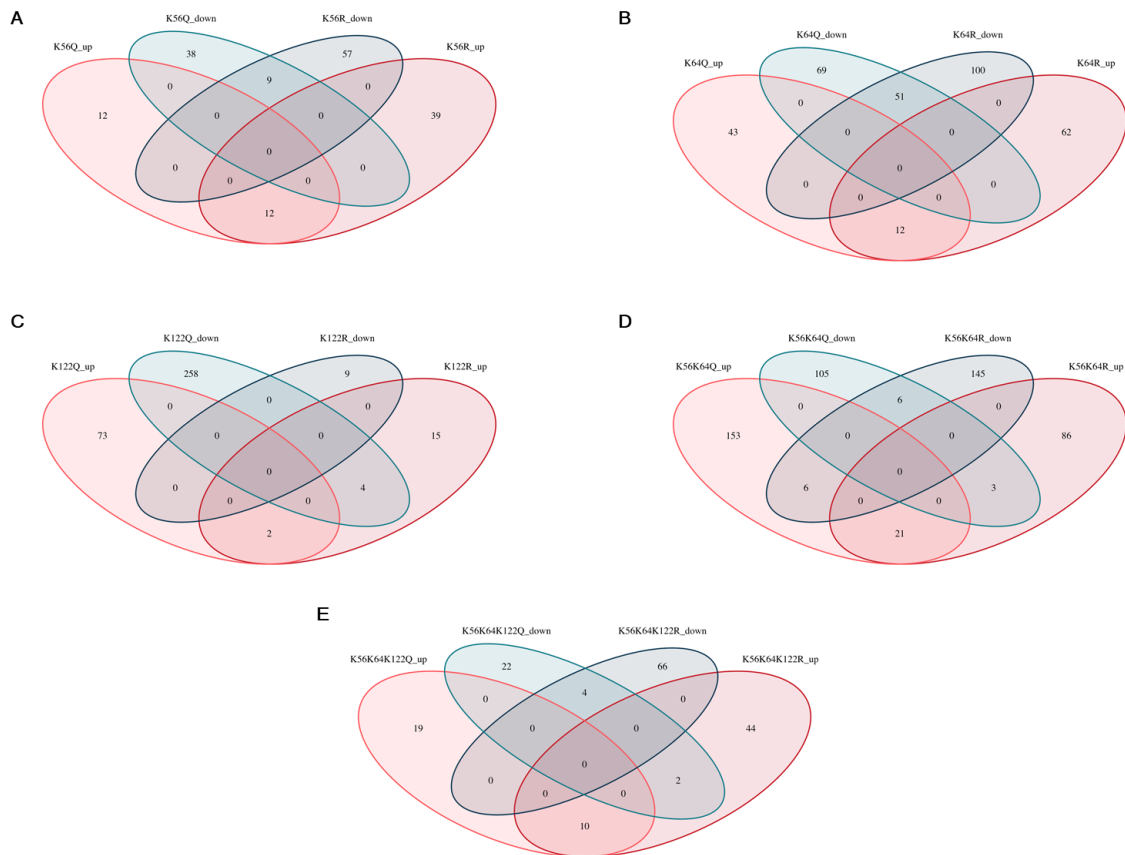 A
K56Q_down K56R_down
K56Q_up K56R_up
38 57
0 9 0
12 0 0 39
0
0 0 0 0
12
B
K64Q_down K64R_down
K64Q_up K64R_up
69 100
0 51 0
43 0 0 62
0
0 0 0 0
12
C
K122Q_down K122R_down
K122Q_up K122R_up
258 9
0 0 0
73 0 0 15
0
0 0 0 4
2
D
K56K64Q_down K56K64R_down
K56K64Q_up K56K64R_up
105 145
0 6 0
153 0 0 86
0
6 0 0 3
21
E
K56K64K122Q_down K56K64K122R_down
K56K64K122Q_up K56K64K122R_up
22 66
0 4 0
19 0 0 44
0
0 0 0 2
10